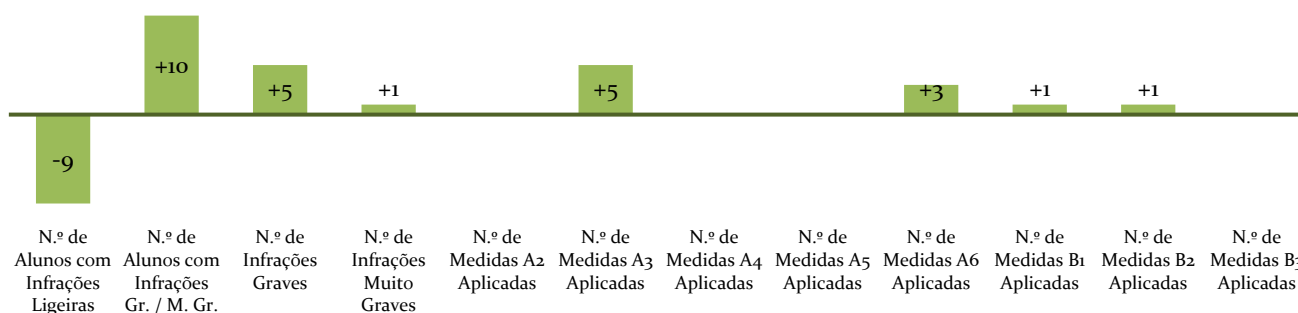 +10
+5
+1
+5
+3
+1
+1
-9
N.º de
Alunos com
Infrações
Ligeiras
N.º de
Alunos com
Infrações
Gr. / M. Gr.
N.º de
Infrações
Graves
N.º de
Infrações
Muito
Graves
N.º de
Medidas A2
Aplicadas
N.º de
Medidas A3
Aplicadas
N.º de
Medidas A4
Aplicadas
N.º de
Medidas A5
Aplicadas
N.º de
Medidas A6
Aplicadas
N.º de
Medidas B1
Aplicadas
N.º de
Medidas B2
Aplicadas
N.º de
Medidas B3
Aplicadas